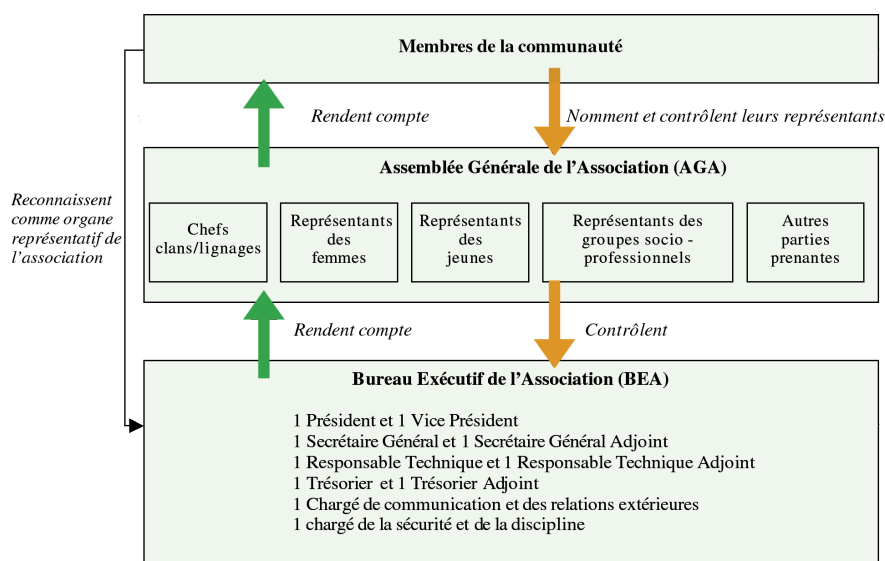 Membres de la communauté
Rendent compte
Nomment et contrôlent leurs représentants
Assemblée Générale de l'Association (AGA)
Reconnaissent
comme organe
représentatif de
l'association
Chefs
clans/lignages
Représentants
des
femmes
Représentants
des
jeunes
Représentants des
groupes socio -
professionnels
Autres
parties
prenantes
Rendent compte
Contrôlent
Bureau Exécutif de l'Association (BEA)
1 Président et 1 Vice Président
1 Secrétaire Général et 1 Secrétaire Général Adjoint
1 Responsable Technique et 1 Responsable Technique Adjoint
1 Trésorier et 1 Trésorier Adjoint
1 Chargé de communication et des relations extérieures
1 chargé de la sécurité et de la discipline